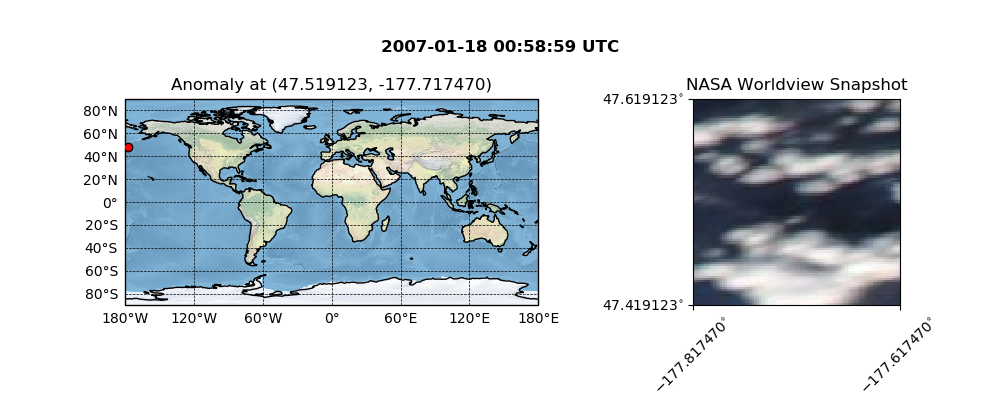 2007-01-18 00:58:59 UTC
Anomaly at (47.519123, -177.717470)
80°N
60°N
40°N
20°N
0°
20°S
40°S
60°S
80°S
180°W 120°W 60°W 0° 60°E 120°E 180°E
NASA Worldview Snapshot
47.619123°
47.419123°
−177.817470°
−177.617470°